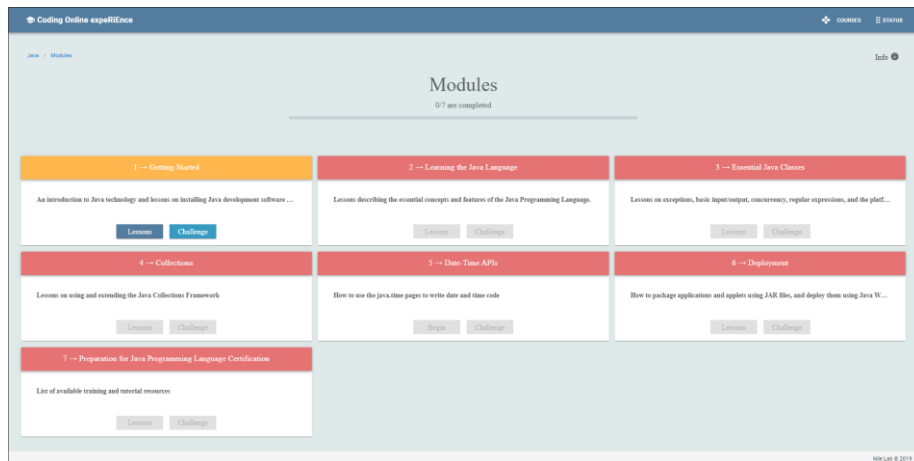 Coding Online expeRiEnce
COURSES
STATUS
Java > Modules
Info
Modules
0/7 are completed
1 → Getting Started
An introduction to Java technology and lessons on installing Java development software ...
Lessons Challenge
2 → Learning the Java Language
Lessons describing the essential concepts and features of the Java Programming Language.
Lessons Challenge
3 → Essential Java Classes
Lessons on exceptions, basic input/output, concurrency, regular expressions, and the platf...
Lessons Challenge
4 → Collections
Lessons on using and extending the Java Collections Framework
Lessons Challenge
5 → Date-Time APIs
How to use the java.time pages to write date and time code
Begin Challenge
6 → Deployment
How to package applications and applets using JAR files, and deploy them using Java W...
Lessons Challenge
7 → Preparation for Java Programming Language Certification
List of available training and tutorial resources
Lessons Challenge
Nile Lab © 2019